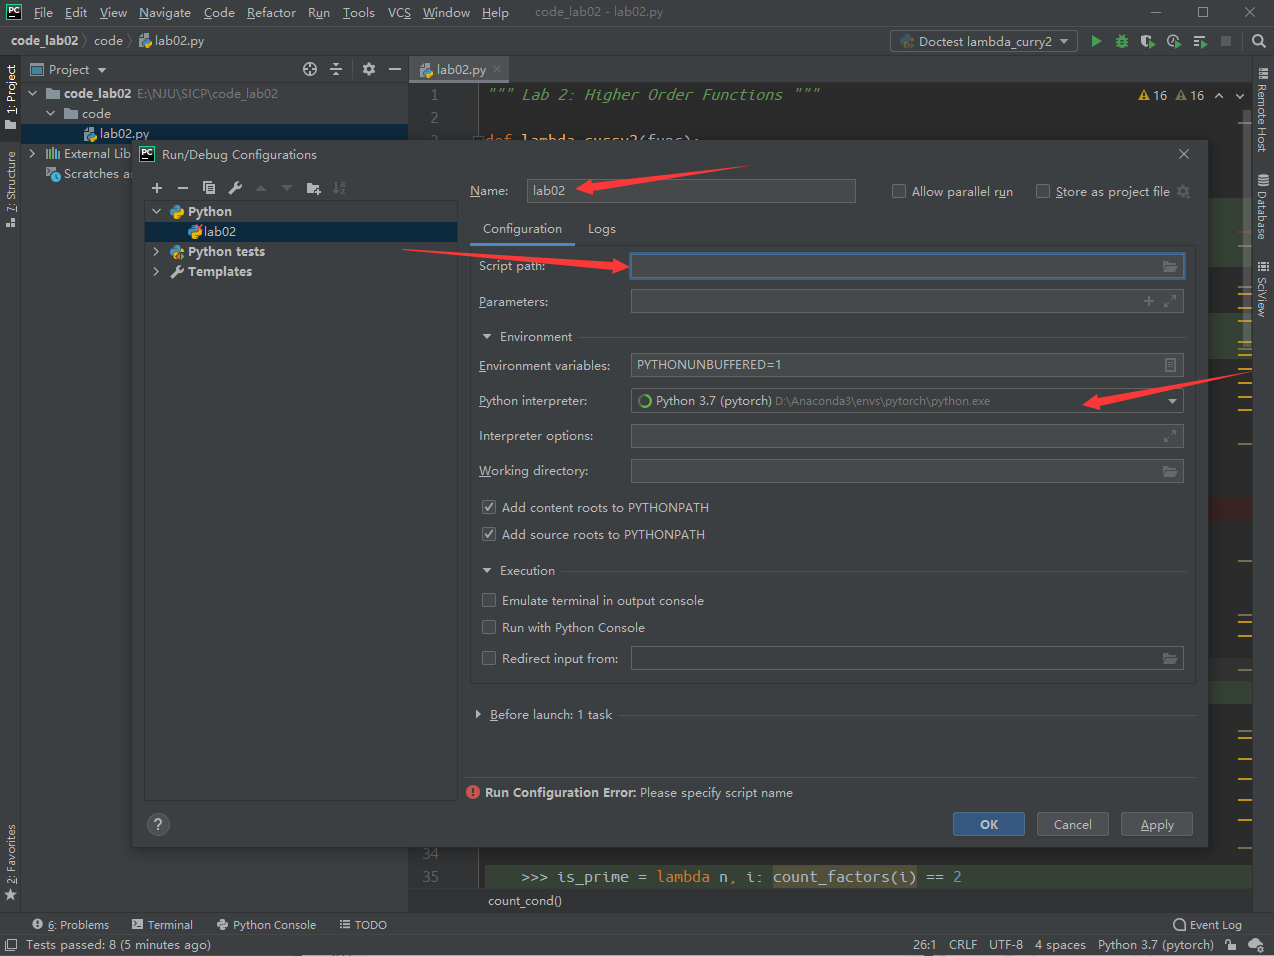 PC File Edit View Navigate Code Refactor Run Tools VCS Window Help code_lab02 - lab02.py
code_lab02 code lab02.py Doctest lambda_curry2
Project lab02.py
1: Project
7: Structure
2: Favorites
code_lab02 E:\NJU\SICP\code_lab02
code
lab02.py
External Lib
Scratches a
1 """ Lab 2: Higher Order Functions """ 16 16
2
3 def lambda_curry2(func):
PC Run/Debug Configurations
Python
lab02
Python tests
Templates
Name: lab02 Allow parallel run Store as project file
Configuration Logs
Script path:
Parameters:
Environment
Environment variables: PYTHONUNBUFFERED=1
Python interpreter: Python 3.7 (pytorch) D:\Anaconda3\envs\pytorch\python.exe
Interpreter options:
Working directory:
Add content roots to PYTHONPATH
Add source roots to PYTHONPATH
Execution
Emulate terminal in output console
Run with Python Console
Redirect input from:
Before launch: 1 task
Run Configuration Error: Please specify script name
? OK Cancel Apply
34
35 >>> is_prime = lambda n, i: count_factors(i) == 2
count_cond()
Remote Host
Database
SciView
6: Problems Terminal Python Console TODO Event Log
Tests passed: 8 (5 minutes ago) 26:1 CRLF UTF-8 4 spaces Python 3.7 (pytorch)